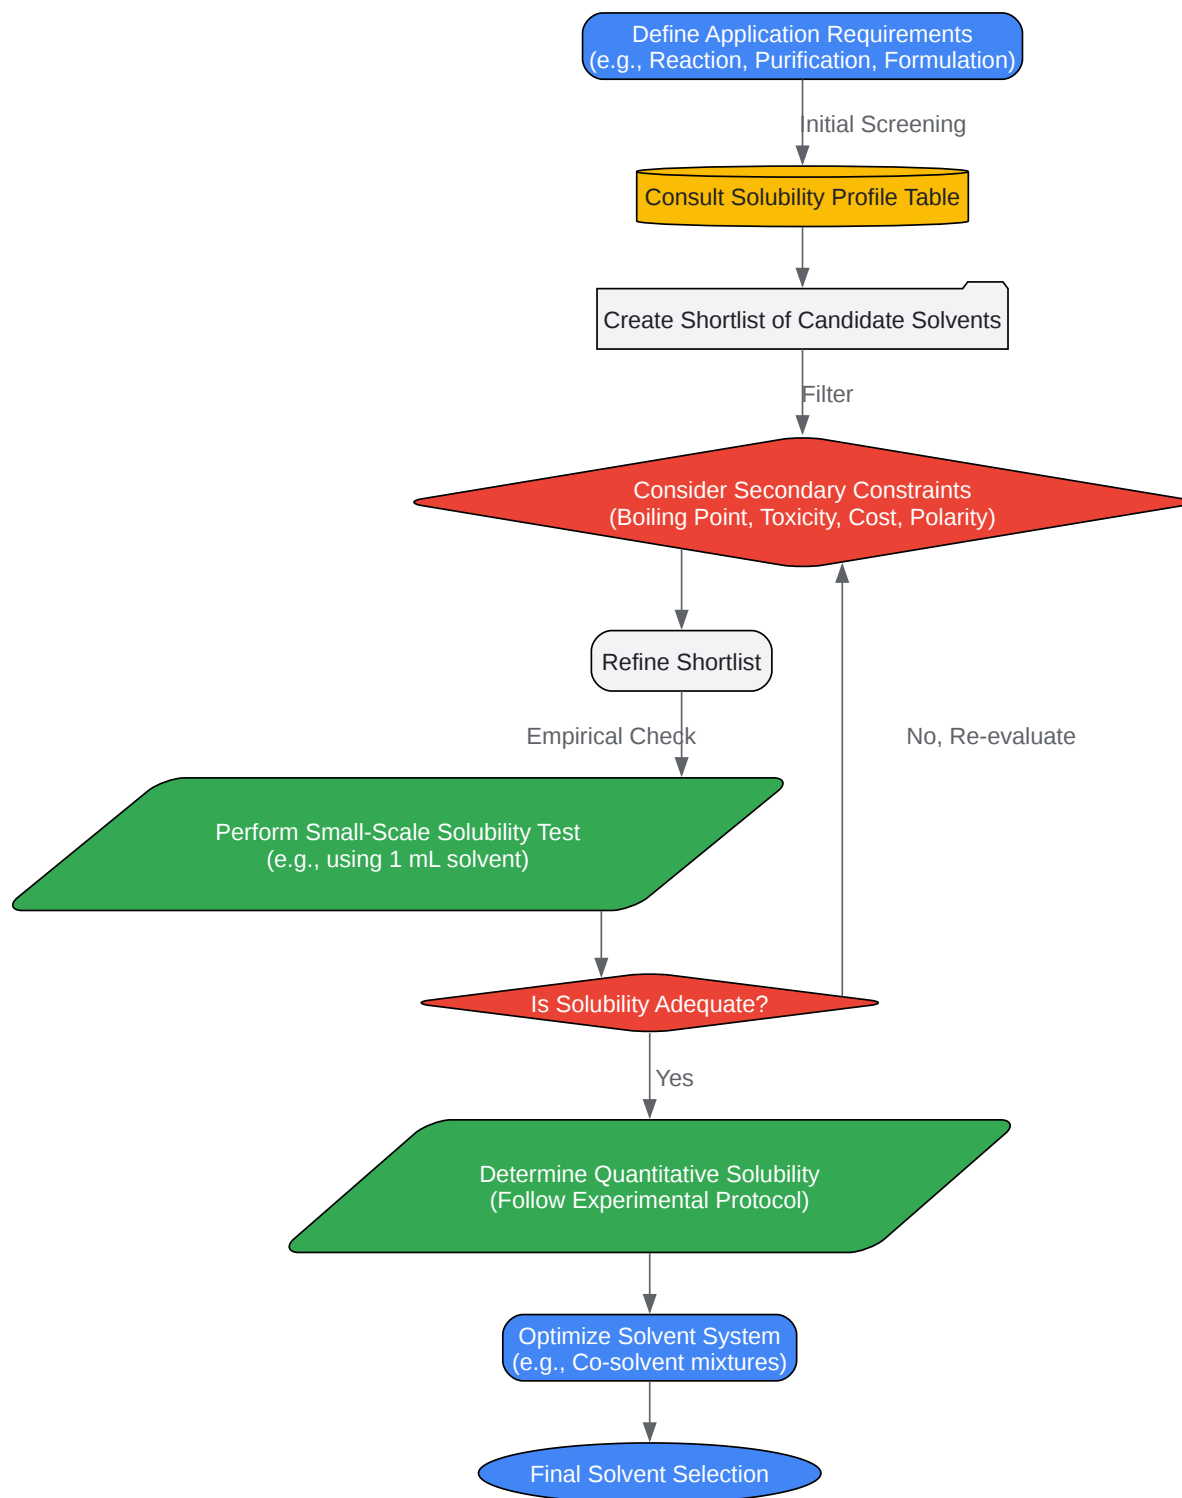 Define Application Requirements
(e.g., Reaction, Purification, Formulation)
Initial Screening
Consult Solubility Profile Table
Create Shortlist of Candidate Solvents
Filter
Consider Secondary Constraints
(Boiling Point, Toxicity, Cost, Polarity)
Refine Shortlist
Empirical Check
No, Re-evaluate
Perform Small-Scale Solubility Test
(e.g., using 1 mL solvent)
Is Solubility Adequate?
Yes
Determine Quantitative Solubility
(Follow Experimental Protocol)
Optimize Solvent System
(e.g., Co-solvent mixtures)
Final Solvent Selection